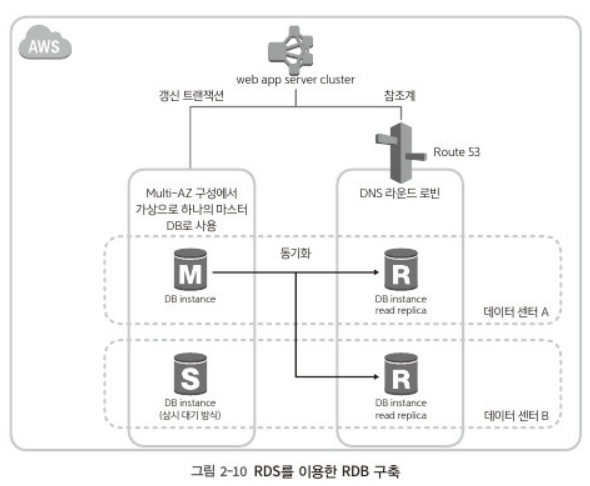 AWS
web app server cluster
갱신 트랜잭션
참조계
Route 53
Multi-AZ 구성에서
가상으로 하나의 마스터
DB로 사용
DNS 라운드 로빈
동기화
M
DB instance
R
DB instance
read replica
데이터 센터 A
S
DB instance
(상시 대기 방식)
R
DB instance
read replica
데이터 센터 B
그림 2-10 RDS를 이용한 RDB 구축